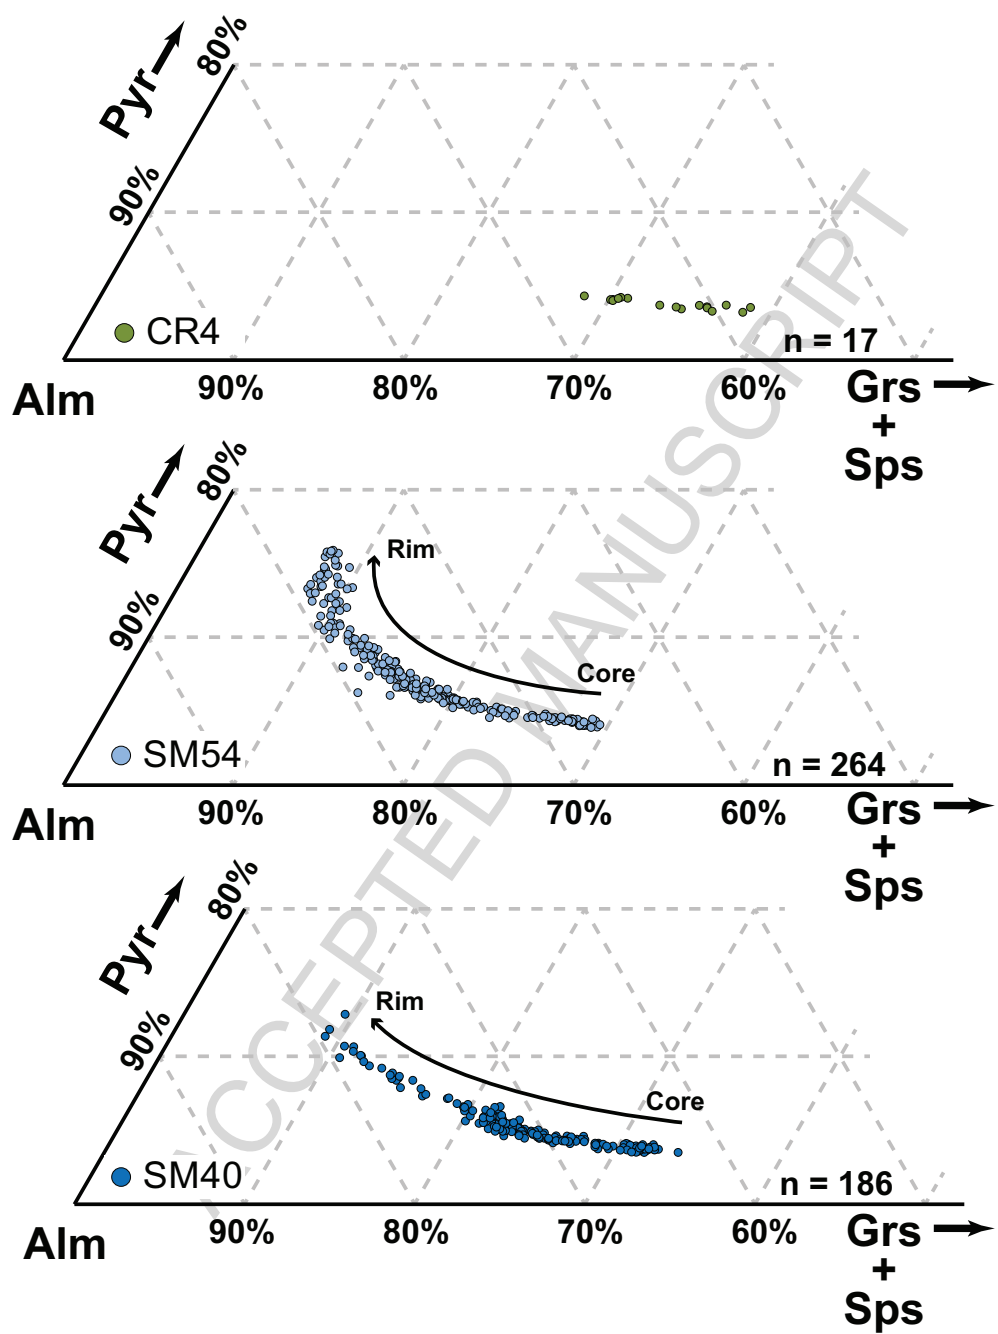 80%
Pyr
90%
CR4
n = 17
Alm
90%
80%
70%
60%
Grs
+
Sps
80%
Pyr
Rim
90%
Core
SM54
n = 264
Alm
90%
80%
70%
60%
Grs
+
Sps
80%
Pyr
Rim
90%
Core
SM40
n = 186
Alm
90%
80%
70%
60%
Grs
+
Sps
ACCEPTED MANUSCRIPT